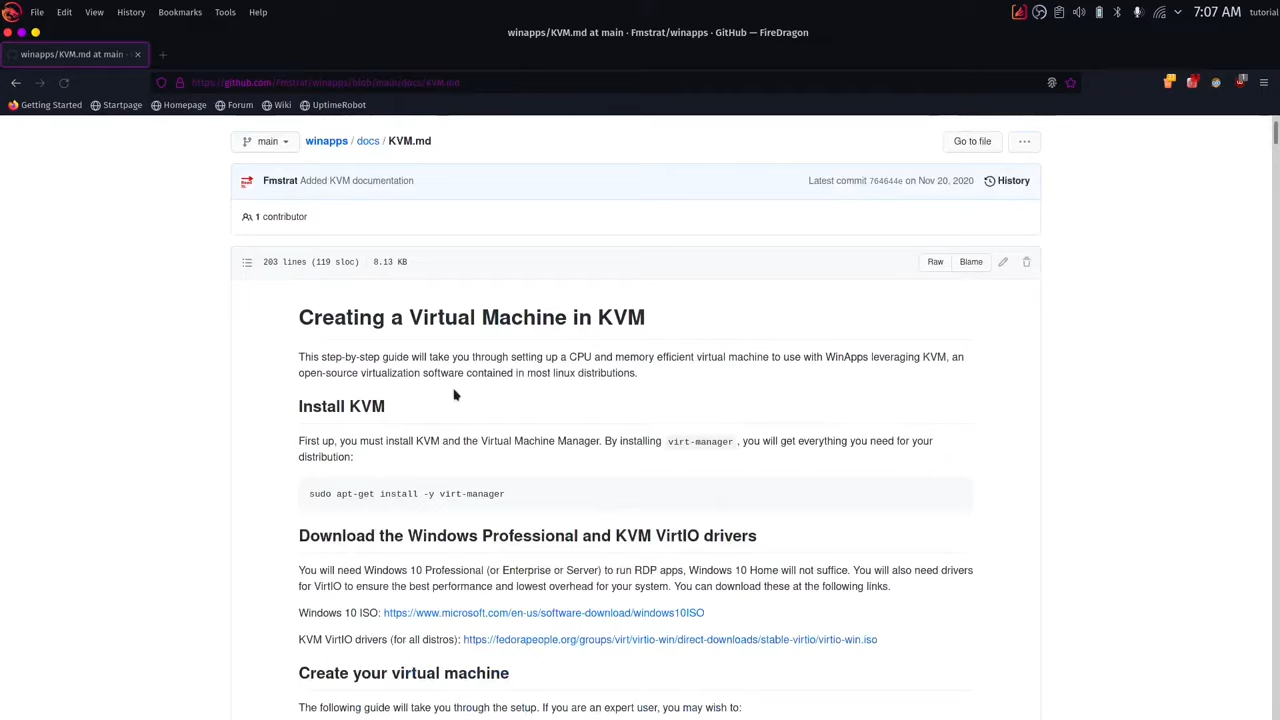 File Edit View History Bookmarks Tools Help 7:07 AM tutorial
winapps/KVM.md at main · Fmstrat/winapps · GitHub — FireDragon
winapps/KVM.md at main ·
https://github.com/Fmstrat/winapps/blob/main/docs/KVM.md
Getting Started Startpage Homepage Forum Wiki UptimeRobot
main winapps / docs / KVM.md Go to file
Fmstrat Added KVM documentation Latest commit 764644e on Nov 20, 2020 History
1 contributor
203 lines (119 sloc) 8.13 KB Raw Blame
Creating a Virtual Machine in KVM
This step-by-step guide will take you through setting up a CPU and memory efficient virtual machine to use with WinApps leveraging KVM, an
open-source virtualization software contained in most linux distributions.
Install KVM
First up, you must install KVM and the Virtual Machine Manager. By installing virt-manager, you will get everything you need for your
distribution:
sudo apt-get install -y virt-manager
Download the Windows Professional and KVM VirtIO drivers
You will need Windows 10 Professional (or Enterprise or Server) to run RDP apps, Windows 10 Home will not suffice. You will also need drivers
for VirtIO to ensure the best performance and lowest overhead for your system. You can download these at the following links.
Windows 10 ISO: https://www.microsoft.com/en-us/software-download/windows10ISO
KVM VirtIO drivers (for all distros): https://fedorapeople.org/groups/virt/virtio-win/direct-downloads/stable-virtio/virtio-win.iso
Create your virtual machine
The following guide will take you through the setup. If you are an expert user, you may wish to: